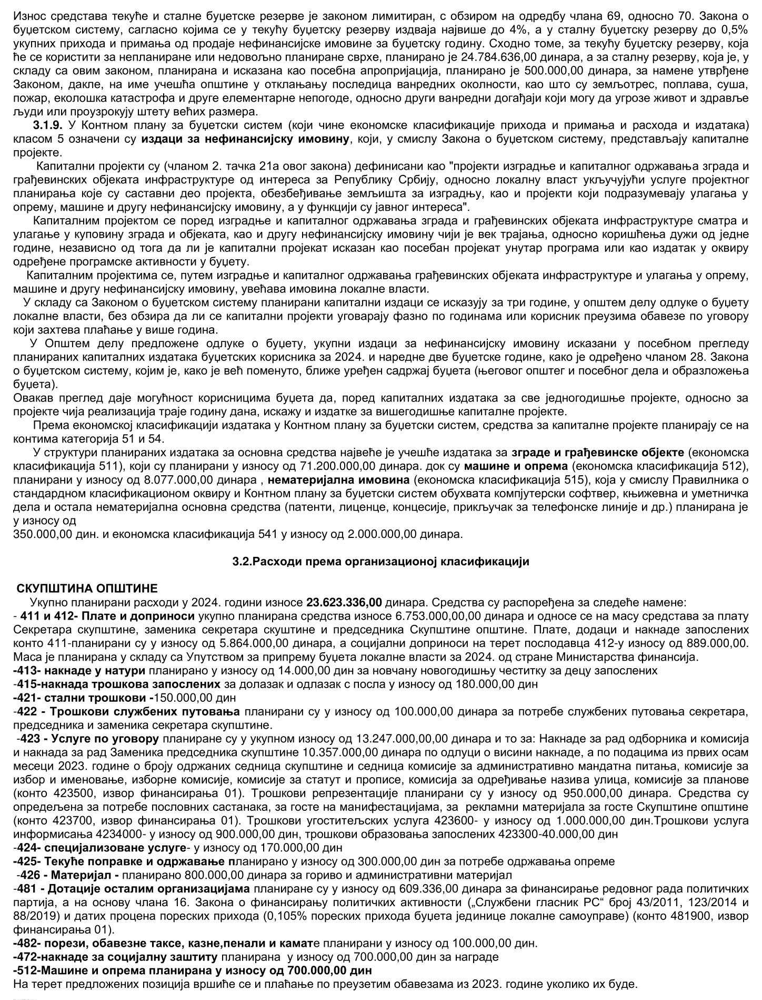 Износ средстава текуће и сталне буџетске резерве је законом лимитиран, с обзиром на одредбу члана 69, односно 70. Закона о
буџетском систему, сагласно којима се у текућу буџетску резерву издваја највише до 4%, а у сталну буџетску резерву до 0,5%
укупних прихода и примања од продаје нефинансијске имовине за буџетску годину. Сходно томе, за текућу буџетску резерву, која
ће се користити за непланиране или недовољно планиране сврхе, планирано је 24.784.636,00 динара, а за сталну резерву, која је, у
складу са овим законом, планирана и исказана као посебна апропријација, планирано је 500.000,00 динара, за намене утврђене
Законом, дакле, на име учешћа општине у отклањању последица ванредних околности, као што су земљотрес, поплава, суша,
пожар, еколошка катастрофа и друге елементарне непогоде, односно други ванредни догађаји који могу да угрозе живот и здравље
људи или проузрокују штету већих размера.
3.1.9. У Контном плану за буџетски систем (који чине економске класификације прихода и примања и расхода и издатака)
класом 5 означени су издаци за нефинансијску имовину, који, у смислу Закона о буџетском систему, представљају капиталне
пројекте.
Капитални пројекти су (чланом 2. тачка 21а овог закона) дефинисани као "пројекти изградње и капиталног одржавања зграда и
грађевинских објеката инфраструктуре од интереса за Републику Србију, односно локалну власт укључујући услуге пројектног
планирања које су саставни део пројекта, обезбеђивање земљишта за изградњу, као и пројекти који подразумевају улагања у
опрему, машине и другу нефинансијску имовину, а у функцији су јавног интереса".
Капиталним пројектом се поред изградње и капиталног одржавања зграда и грађевинских објеката инфраструктуре сматра и
улагање у куповину зграда и објеката, као и другу нефинансијску имовину чији је век трајања, односно коришћења дужи од једне
године, независно од тога да ли је капитални пројекат исказан као посебан пројекат унутар програма или као издатак у оквиру
одређене програмске активности у буџету.
Капиталним пројектима се, путем изградње и капиталног одржавања грађевинских објеката инфраструктуре и улагања у опрему,
машине и другу нефинансијску имовину, увећава имовина локалне власти.
У складу са Законом о буџетском систему планирани капитални издаци се исказују за три године, у општем делу одлуке о буџету
локалне власти, без обзира да ли се капитални пројекти уговарају фазно по годинама или корисник преузима обавезе по уговору
који захтева плаћање у више година.
У Општем делу предложене одлуке о буџету, укупни издаци за нефинансијску имовину исказани у посебном прегледу
планираних капиталних издатака буџетских корисника за 2024. и наредне две буџетске године, како је одређено чланом 28. Закона
о буџетском систему, којим је, како је већ поменуто, ближе уређен садржај буџета (његовог општег и посебног дела и образложења
буџета).
Овакав преглед даје могућност корисницима буџета да, поред капиталних издатака за све једногодишње пројекте, односно за
пројекте чија реализација траје годину дана, искажу и издатке за вишегодишње капиталне пројекте.
Према економској класификацији издатака у Контном плану за буџетски систем, средства за капиталне пројекте планирају се на
контима категорија 51 и 54.
У структури планираних издатака за основна средства највеће је учешће издатака за зграде и грађевинске објекте (економска
класификација 511), који су планирани у износу од 71.200.000,00 динара. док су машине и опрема (економска класификација 512),
планирани у износу од 8.077.000,00 динара , нематеријална имовина (економска класификација 515), која у смислу Правилника о
стандардном класификационом оквиру и Контном плану за буџетски систем обухвата компјутерски софтвер, књижевна и уметничка
дела и остала нематеријална основна средства (патенти, лиценце, концесије, прикључак за телефонске линије и др.) планирана је
у износу од
350.000,00 дин. и економска класификација 541 у износу од 2.000.000,00 динара.
3.2.Расходи према организационој класификацији
СКУПШТИНА ОПШТИНЕ
Укупно планирани расходи у 2024. години износе 23.623.336,00 динара. Средства су распоређена за следеће намене:
- 411 и 412- Плате и доприноси укупно планирана средства износе 6.753.000,00,00 динара и односе се на масу средстава за плату
Секретара скупштине, заменика секретара скуштине и председника Скупштине општине. Плате, додаци и накнаде запослених
конто 411-планирани су у износу од 5.864.000,00 динара, а социјални доприноси на терет послодавца 412-у износу од 889.000,00.
Маса је планирана у складу са Упутством за припрему буџета локалне власти за 2024. од стране Министарства финансија.
-413- накнаде у натури планирано у износу од 14.000,00 дин за новчану новогодишњу честитку за децу запослених
-415-накнада трошкова запослених за долазак и одлазак с посла у износу од 180.000,00 дин
-421- стални трошкови -150.000,00 дин
-422 - Трошкови службених путовања планирани су у износу од 100.000,00 динара за потребе службених путовања секретара,
председника и заменика секретара скупштине.
-423 - Услуге по уговору планиране су у укупном износу од 13.247.000,00,00 динара и то за: Накнаде за рад одборника и комисија
и накнада за рад Заменика председника скупштине 10.357.000,00 динара по одлуци о висини накнаде, а по подацима из првих осам
месеци 2023. године о броју одржаних седница скупштине и седница комисије за административно мандатна питања, комисије за
избор и именовање, изборне комисије, комисије за статут и прописе, комисија за одређивање назива улица, комисије за планове
(конто 423500, извор финансирања 01). Трошкови репрезентације планирани су у износу од 950.000,00 динара. Средства су
опредељена за потребе пословних састанака, за госте на манифестацијама, за  рекламни материјала за госте Скупштине општине
(конто 423700, извор финансирања 01). Трошкови угоститељских услуга 423600- у износу од 1.000.000,00 дин.Трошкови услуга
информисања 4234000- у износу од 900.000,00 дин, трошкови образовања запослених 423300-40.000,00 дин
-424- специјализоване услуге- у износу од 170.000,00 дин
-425- Текуће поправке и одржавање планирано у износу од 300.000,00 дин за потребе одржавања опреме
-426 - Материјал - планирано 800.000,00 динара за гориво и административни материјал
-481 - Дотације осталим организацијама планиране су у износу од 609.336,00 динара за финансирање редовног рада политичких
партија, а на основу члана 16. Закона о финансирању политичких активности („Службени гласник РС“ број 43/2011, 123/2014 и
88/2019) и датих процена пореских прихода (0,105% пореских прихода буџета јединице локалне самоуправе) (конто 481900, извор
финансирања 01).
-482- порези, обавезне таксе, казне,пенали и камате планирани у износу од 100.000,00 дин.
-472-накнаде за социјалну заштиту планирана  у износу од 700.000,00 дин за награде
-512-Машине и опрема планирана у износу од 700.000,00 дин
На терет предложених позиција вршиће се и плаћање по преузетим обавезама из 2023. године уколико их буде.